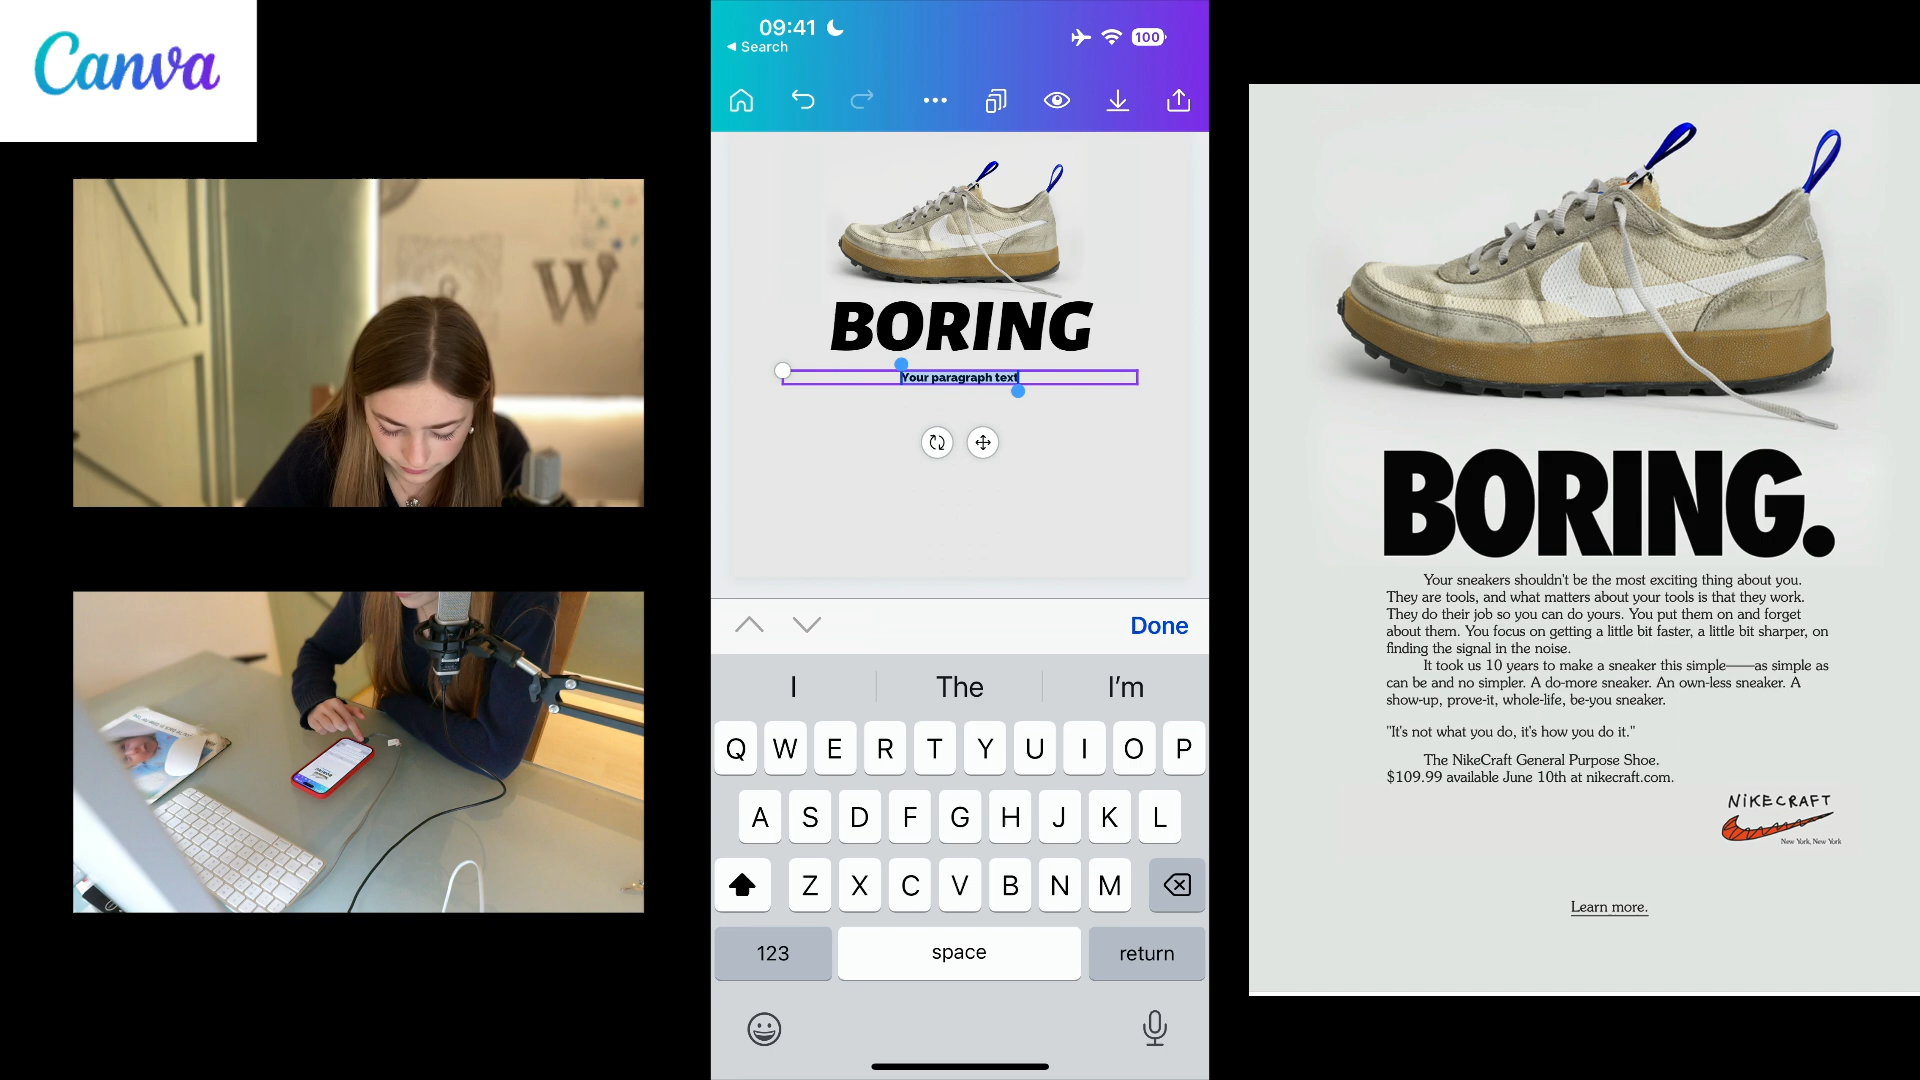 Canva
09:41
Search
100
BORING
Your paragraph text
Done
I
The
I'm
Q W E R T Y U I O P
A S D F G H J K L
Z X C V B N M
123
space
return
W
BORING.
Your sneakers shouldn't be the most exciting thing about you.
They are tools, and what matters about your tools is that they work.
They do their job so you can do yours. You put them on and forget
about them. You focus on getting a little bit faster, a little bit sharper, on
finding the signal in the noise.
It took us 10 years to make a sneaker this simple——as simple as
can be and no simpler. A do-more sneaker. An own-less sneaker. A
show-up, prove-it, whole-life, be-you sneaker.
"It's not what you do, it's how you do it."
The NikeCraft General Purpose Shoe.
$109.99 available June 10th at nikecraft.com.
NIKECRAFT
New York, New York
Learn more.